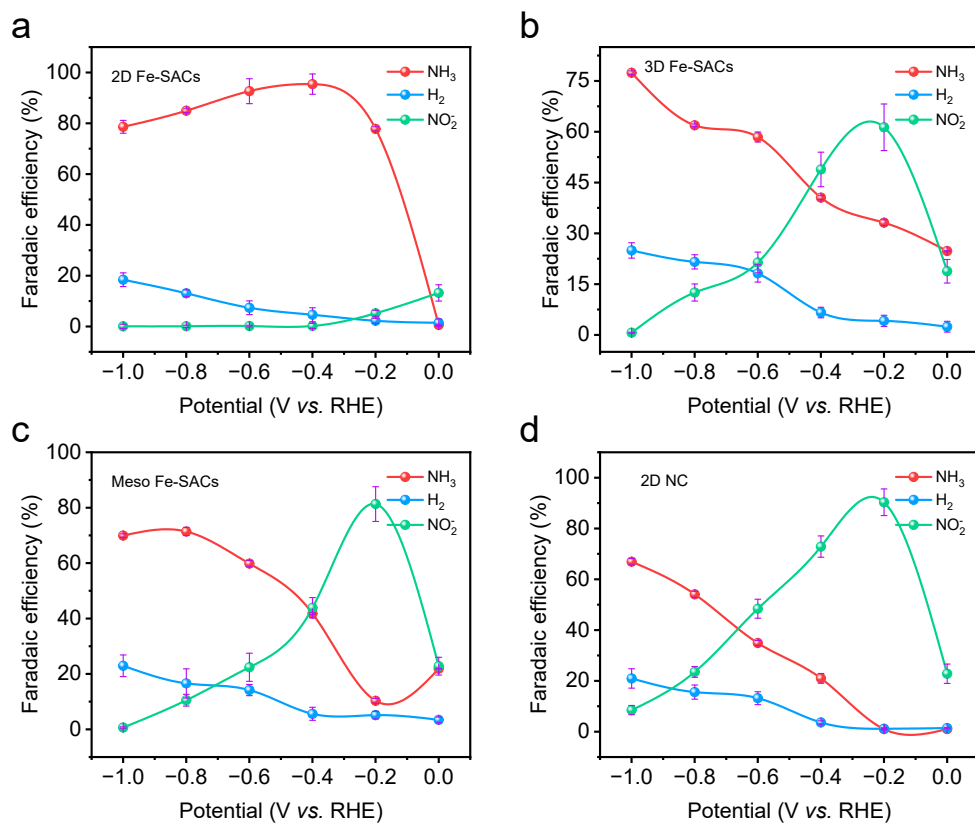 a
2D Fe-SACs
NH₃
H₂
NO₂⁻
100
80
60
40
20
0
Faradaic efficiency (%)
−1.0 −0.8 −0.6 −0.4 −0.2 0.0
Potential (V vs. RHE)
b
3D Fe-SACs
NH₃
H₂
NO₂⁻
75
60
45
30
15
0
Faradaic efficiency (%)
−1.0 −0.8 −0.6 −0.4 −0.2 0.0
Potential (V vs. RHE)
c
Meso Fe-SACs
NH₃
H₂
NO₂⁻
100
80
60
40
20
0
Faradaic efficiency (%)
−1.0 −0.8 −0.6 −0.4 −0.2 0.0
Potential (V vs. RHE)
d
2D NC
NH₃
H₂
NO₂⁻
100
80
60
40
20
0
Faradaic efficiency (%)
−1.0 −0.8 −0.6 −0.4 −0.2 0.0
Potential (V vs. RHE)